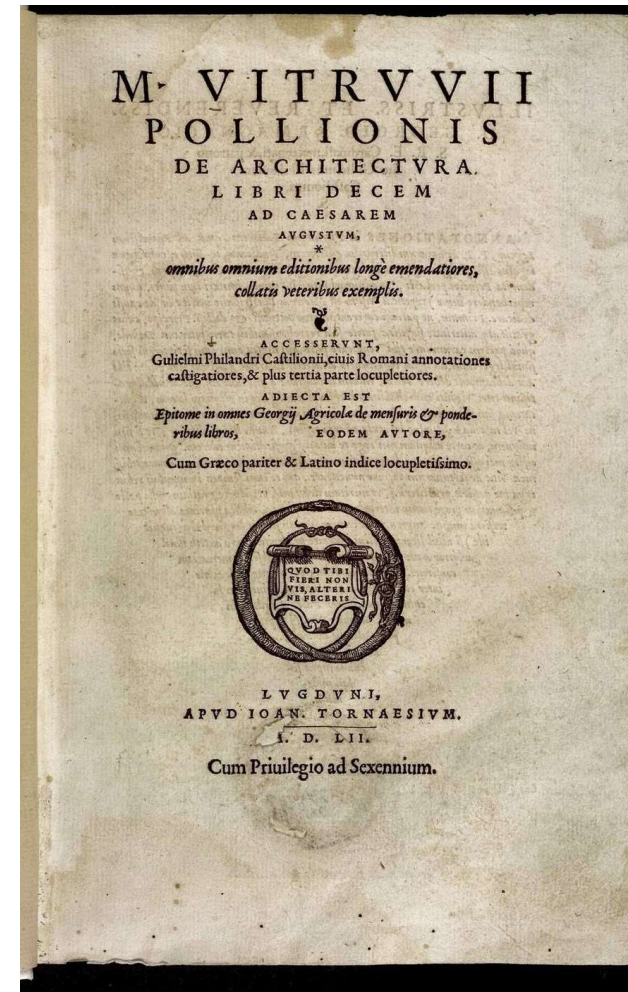 M. VITRVVII
POLLIONIS
DE ARCHITECTVRA.
LIBRI DECEM
AD CAESAREM
AVGVSTVM,
*
omnibus omnium editionibus longè emendatiores,
collatis veteribus exemplis.
ACCESSERVNT,
Gulielmi Philandri Castilionii, ciuis Romani annotationes
castigatiores, & plus tertia parte locupletiores.
ADIECTA EST
Epitome in omnes Georgij Agricolæ de mensuris & ponde-
ribus libros, EODEM AVTORE,
Cum Græco pariter & Latino indice locupletissimo.
QVOD TIBI
FIERI NON
VIS, ALTERI
NE FECERIS
LVGDVNI,
APVD IOAN. TORNAESIVM.
. D. LII.
Cum Priuilegio ad Sexennium.